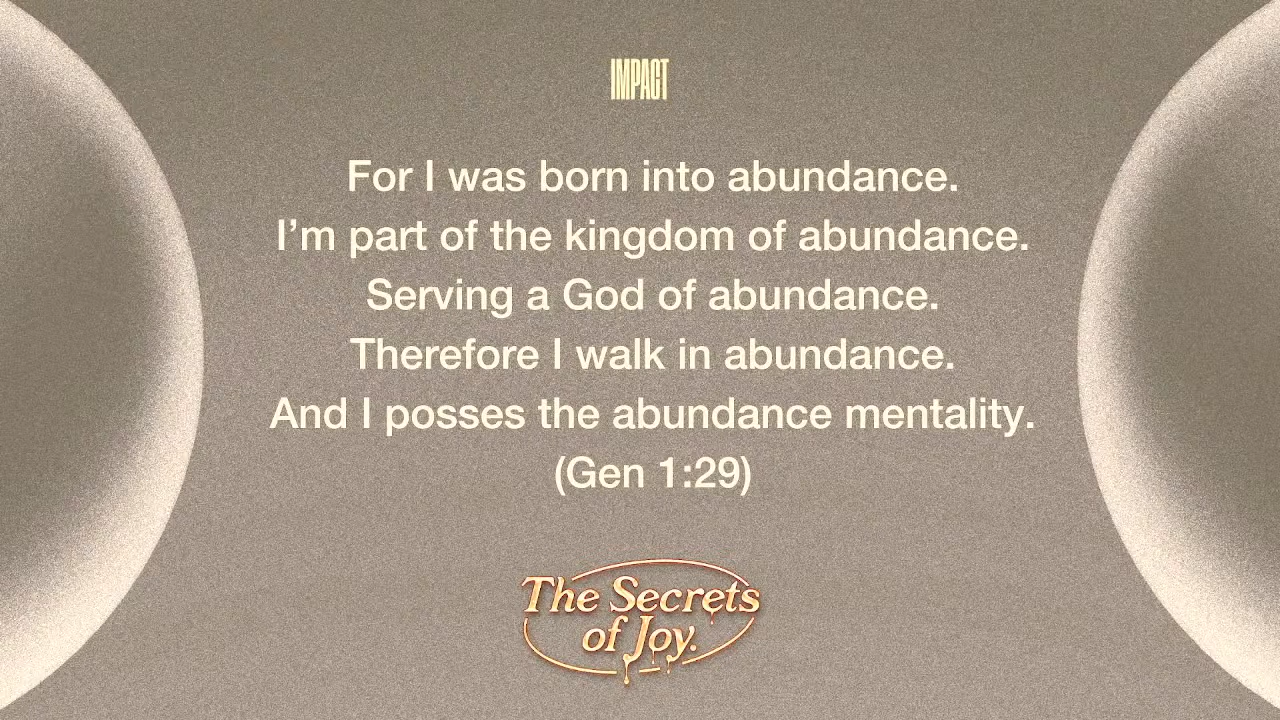 IMPACT
For I was born into abundance.
I’m part of the kingdom of abundance.
Serving a God of abundance.
Therefore I walk in abundance.
And I posses the abundance mentality.
(Gen 1:29)
The Secrets
of Joy.